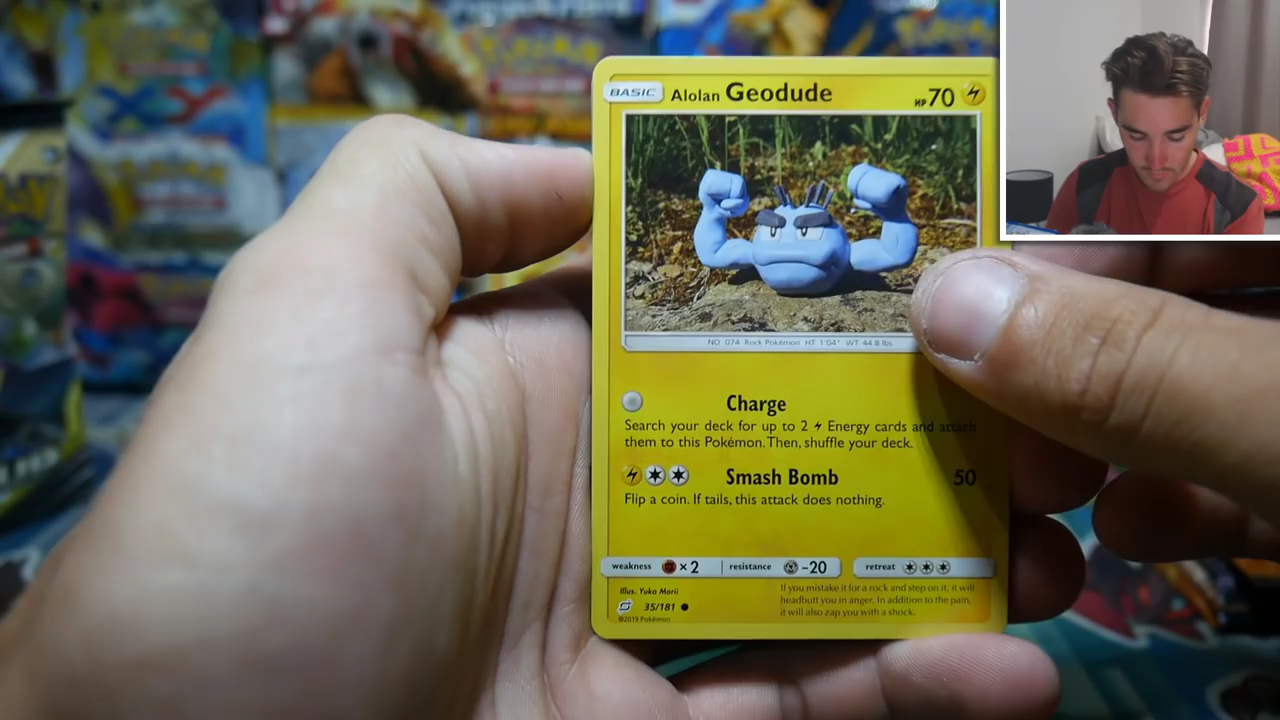 BASIC Alolan Geodude HP 70
NO 074 Rock Pokémon HT 1'04" WT 44.8 lbs
Charge
Search your deck for up to 2 Energy cards and attach
them to this Pokémon. Then, shuffle your deck.
Smash Bomb 50
Flip a coin. If tails, this attack does nothing.
weakness ×2 resistance -20 retreat
Illus. Yuka Morii
35/181
©2019 Pokémon
If you mistake it for a rock and step on it, it will
headbutt you in anger. In addition to the pain,
it will also zap you with a shock.
XY